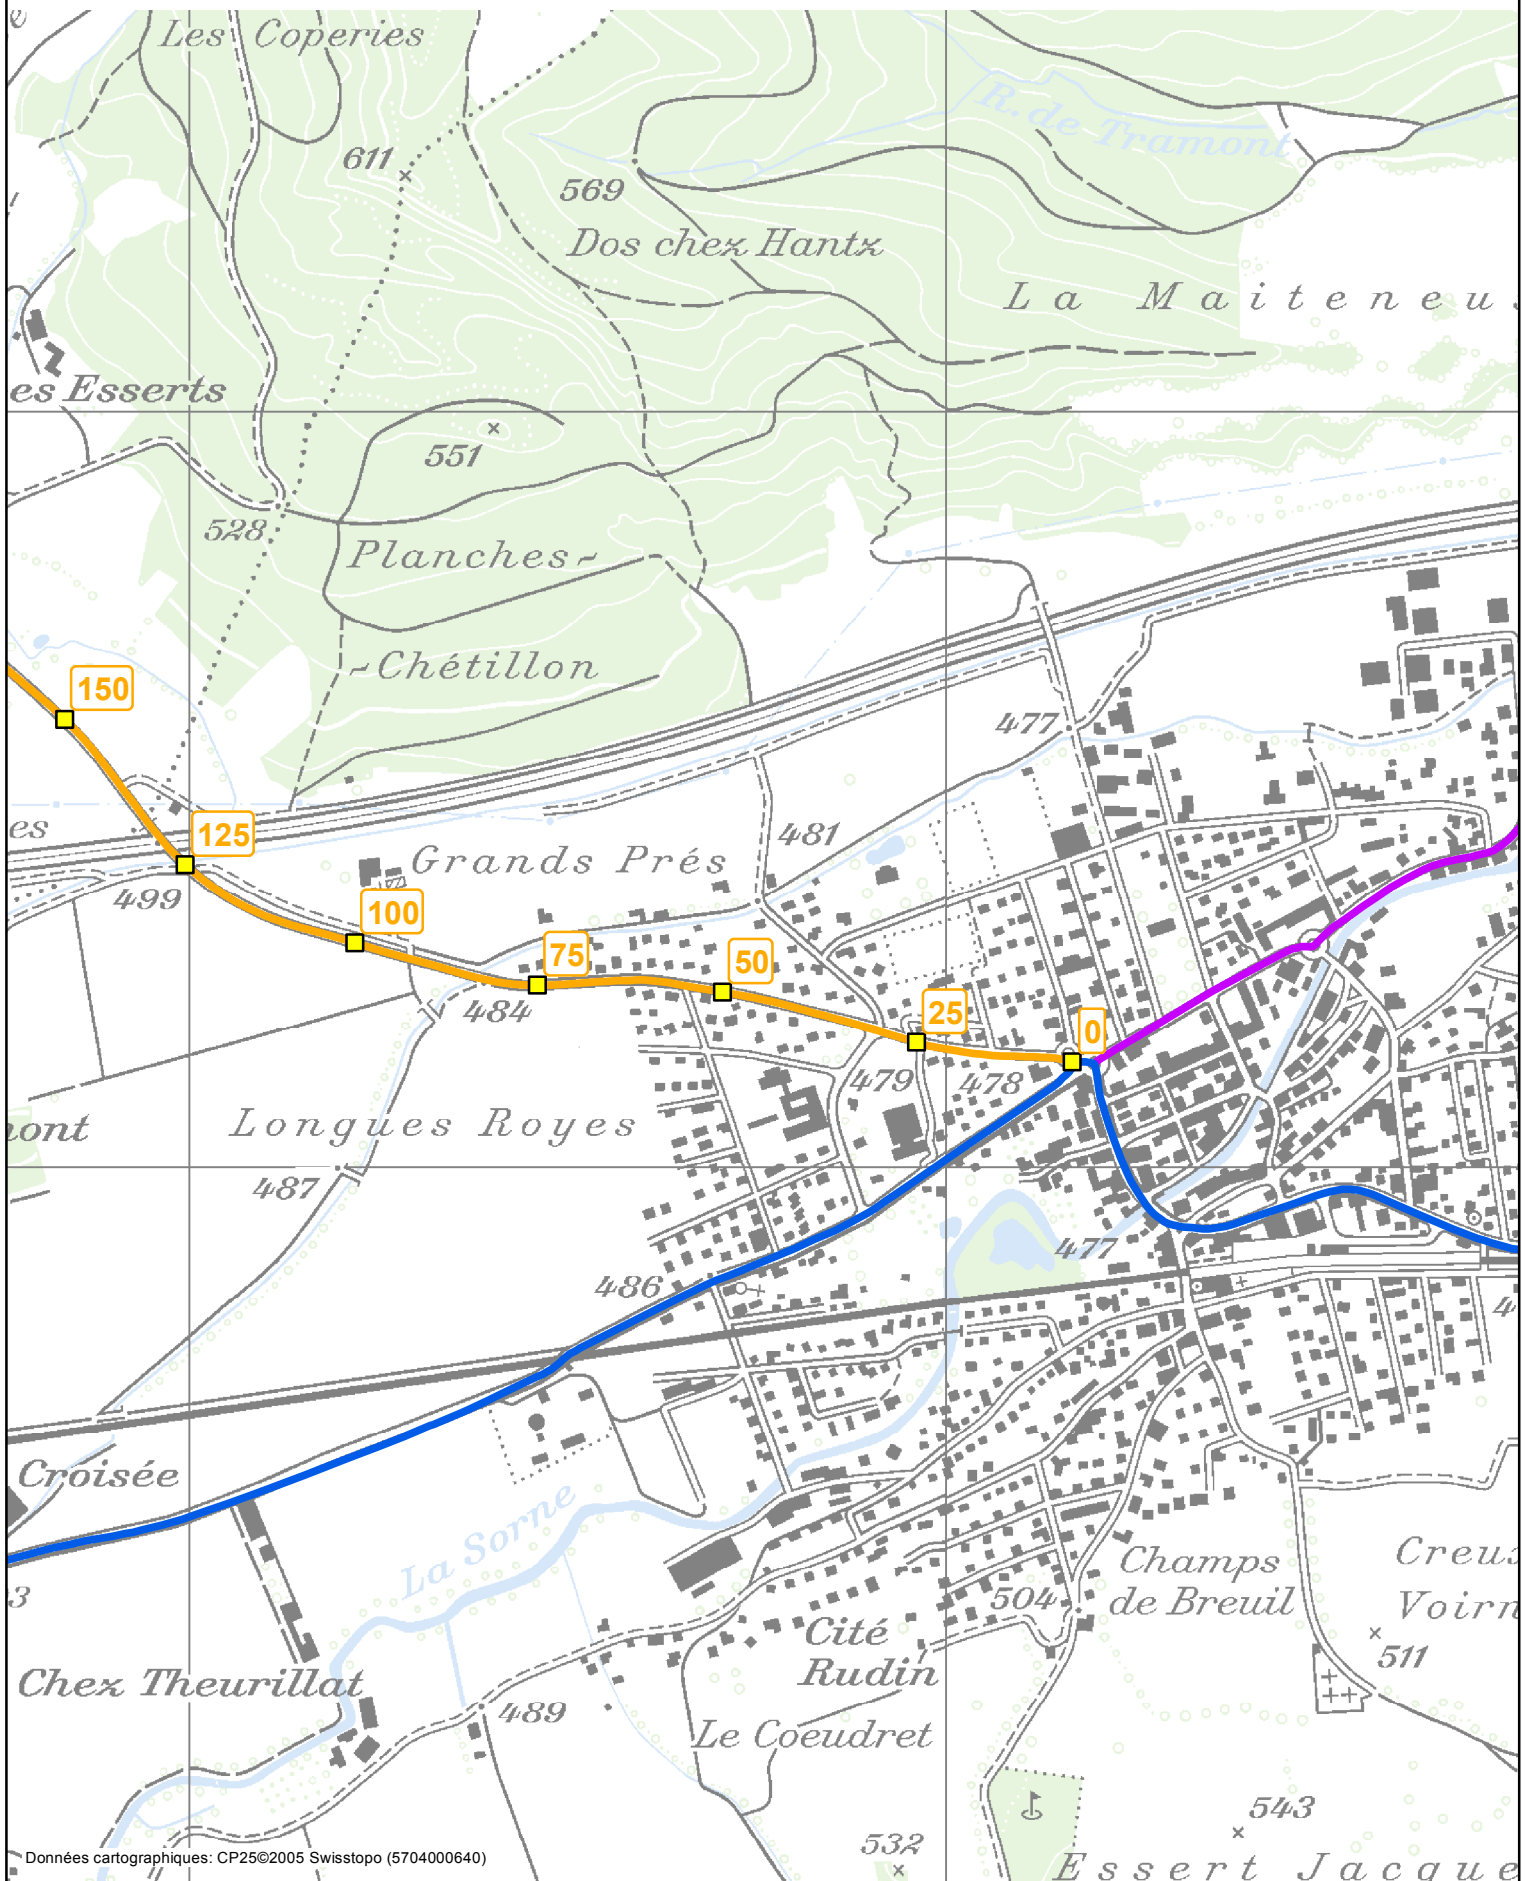 Les Coperies
R. de Tramont
611
569
Dos chez Hantz
La Maiteneu
es Esserts
551
528
Planches-
-Chétillon
150
477
125
es
481
Grands Prés
499
100
75
50
484
25
0
479
478
ont
Longues Royes
487
477
486
4
Croisée
La Sorne
3
Champs
de Breuil
Creus
Voirn
504
Cité
Rudin
511
Chez Theurillat
489
Le Coeudret
543
532
Essert Jacque
Données cartographiques: CP25©2005 Swisstopo (5704000640)